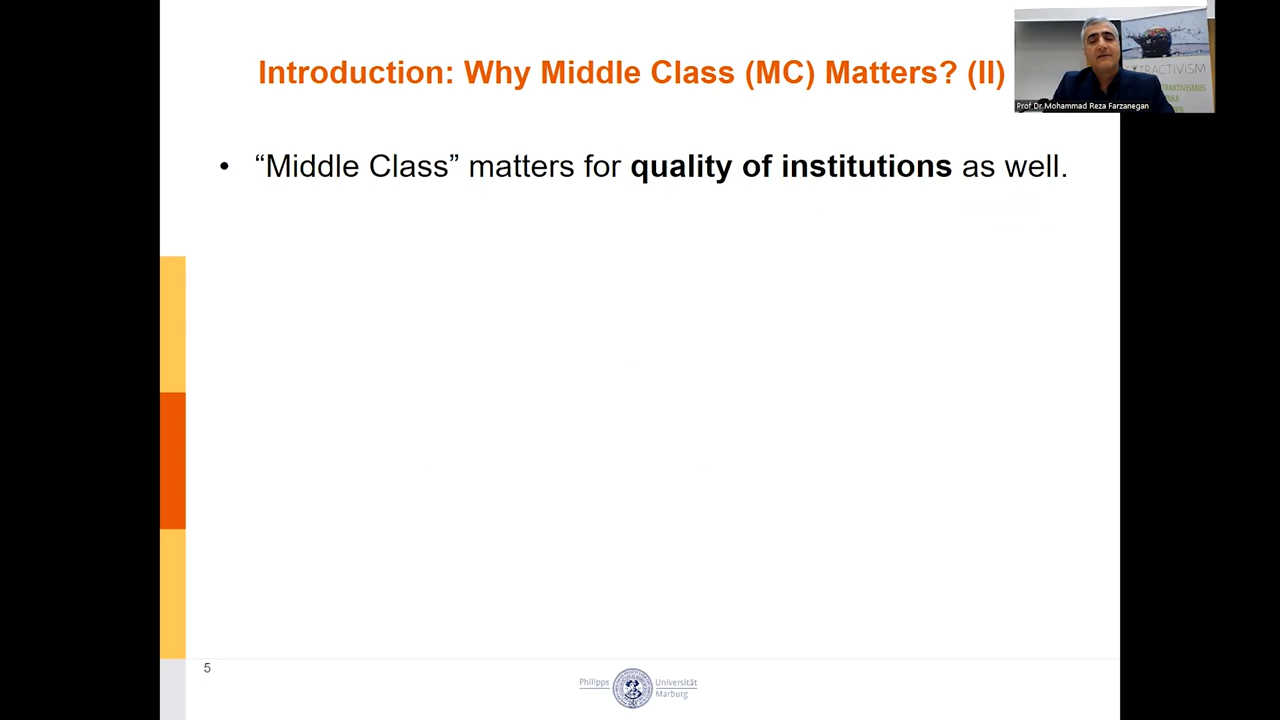 Introduction: Why Middle Class (MC) Matters? (II)
XTRACTIVISM
Prof Dr.Mohammad Reza Farzanegan
• “Middle Class” matters for quality of institutions as well.
5
Philipps Universität
Marburg